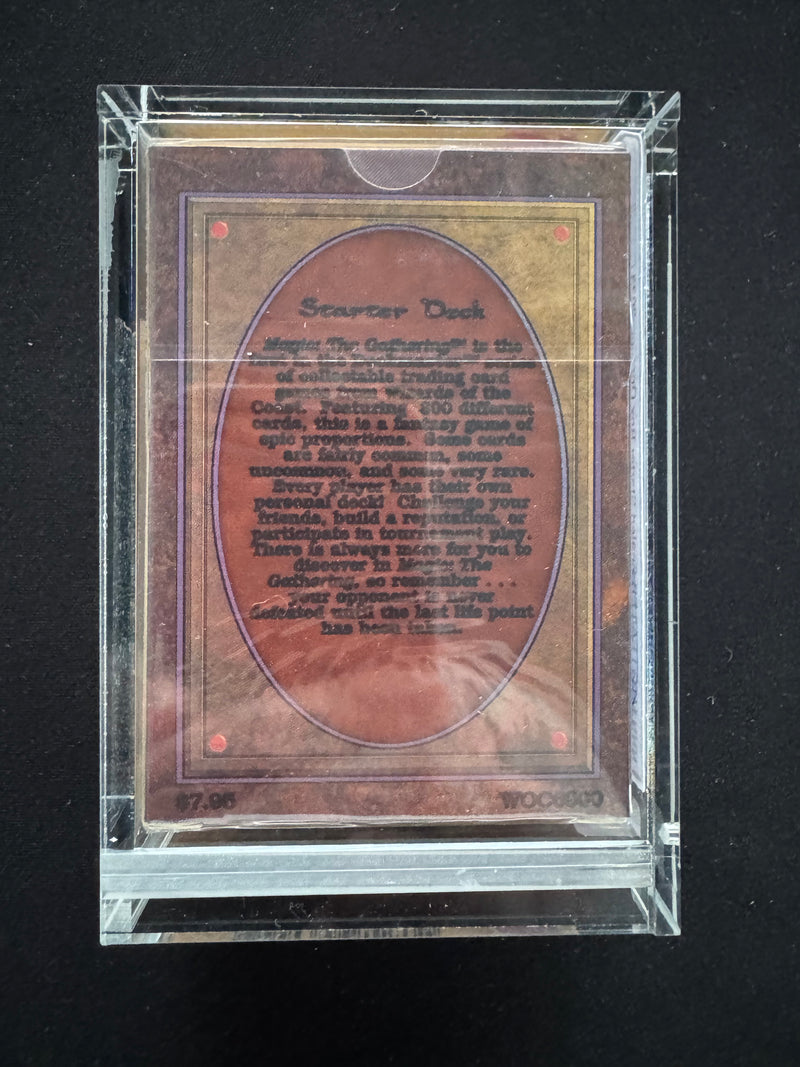 Starter Deck
Magic: The Gathering™ is the
of collectable trading card
games from Wizards of the
Coast. Featuring 300 different
cards, this is a fantasy game of
epic proportions. Some cards
are fairly common, some
uncommon, and some very rare.
Every player has their own
personal deck! Challenge your
friends, build a reputation, or
participate in tournament play.
There is always more for you to
discover in Magic: The
Gathering, so remember . . .
your opponent is never
defeated until the last life point
has been taken.
$7.95